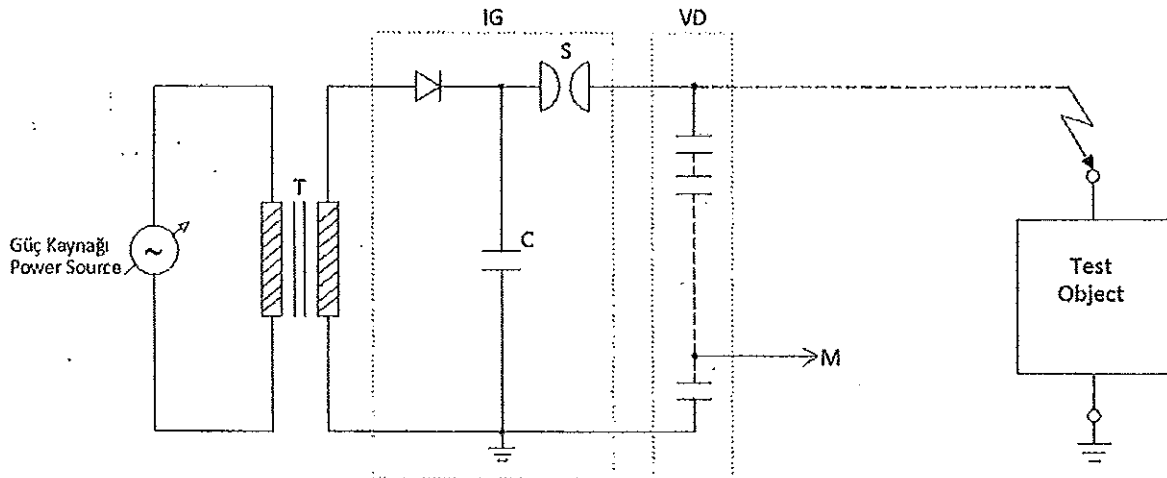 IG
VD
S
T
Güç Kaynağı
Power Source
~
C
M
Test
Object